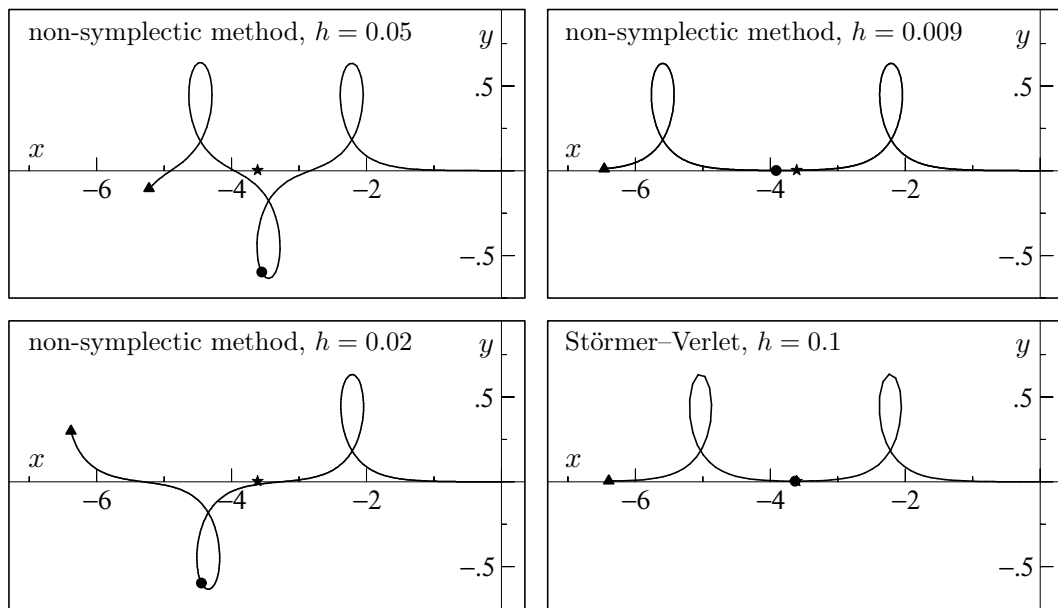 non-symplectic method, h = 0.05
y
.5
x
−6
−4
−2
−.5
non-symplectic method, h = 0.009
y
.5
x
−6
−4
−2
−.5
non-symplectic method, h = 0.02
y
.5
x
−6
−4
−2
−.5
Störmer–Verlet, h = 0.1
y
.5
x
−6
−4
−2
−.5